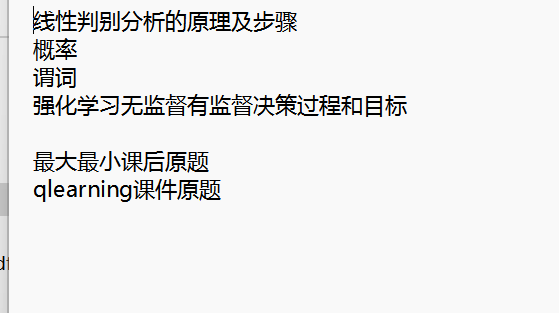 线性判别分析的原理及步骤
概率
谓词
强化学习无监督有监督决策过程和目标
最大最小课后原题
qlearning课件原题